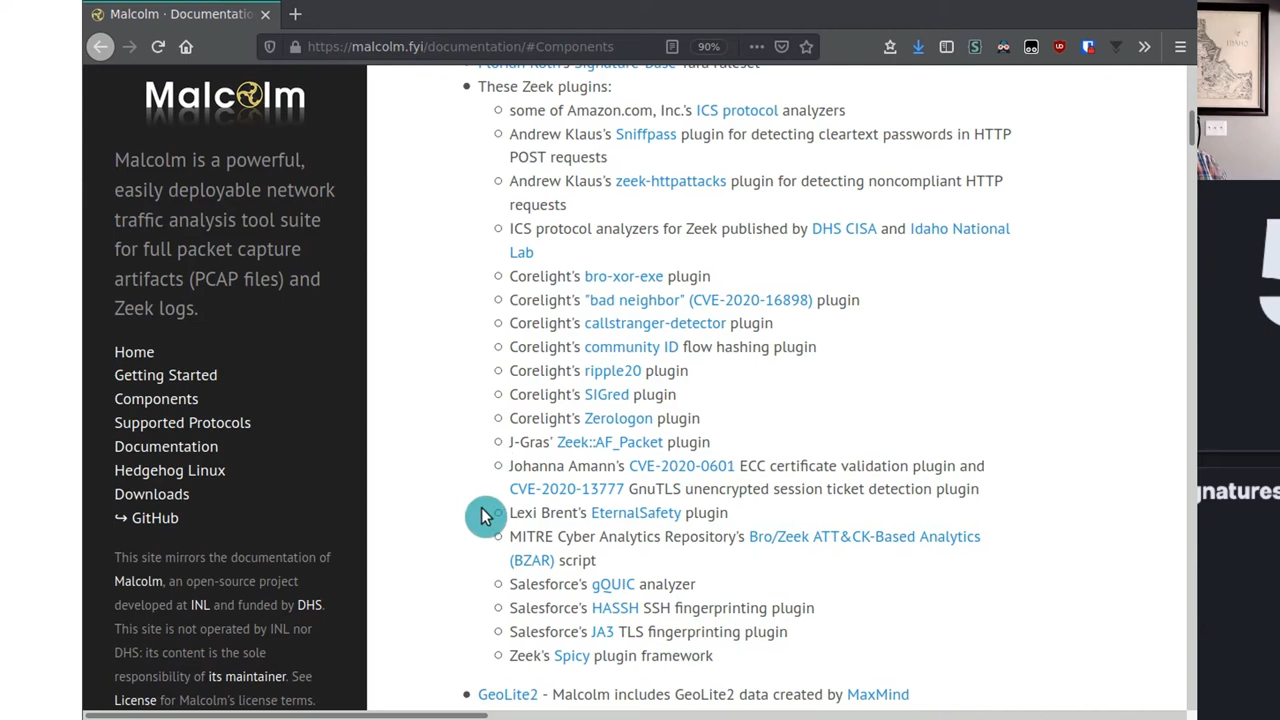 Malcolm · Documentatio
https://malcolm.fyi/documentation/#Components
90%
Malcolm
Malcolm is a powerful,
easily deployable network
traffic analysis tool suite
for full packet capture
artifacts (PCAP files) and
Zeek logs.
Home
Getting Started
Components
Supported Protocols
Documentation
Hedgehog Linux
Downloads
↪ GitHub
This site mirrors the documentation of
Malcolm, an open-source project
developed at INL and funded by DHS.
This site is not operated by INL nor
DHS: its content is the sole
responsibility of its maintainer. See
License for Malcolm's license terms.
Florian Roth's Signature-Base Yara ruleset
These Zeek plugins:
some of Amazon.com, Inc.'s ICS protocol analyzers
Andrew Klaus's Sniffpass plugin for detecting cleartext passwords in HTTP
POST requests
Andrew Klaus's zeek-httpattacks plugin for detecting noncompliant HTTP
requests
ICS protocol analyzers for Zeek published by DHS CISA and Idaho National
Lab
Corelight's bro-xor-exe plugin
Corelight's "bad neighbor" (CVE-2020-16898) plugin
Corelight's callstranger-detector plugin
Corelight's community ID flow hashing plugin
Corelight's ripple20 plugin
Corelight's SIGred plugin
Corelight's Zerologon plugin
J-Gras' Zeek::AF_Packet plugin
Johanna Amann's CVE-2020-0601 ECC certificate validation plugin and
CVE-2020-13777 GnuTLS unencrypted session ticket detection plugin
Lexi Brent's EternalSafety plugin
MITRE Cyber Analytics Repository's Bro/Zeek ATT&CK-Based Analytics
(BZAR) script
Salesforce's gQUIC analyzer
Salesforce's HASSH SSH fingerprinting plugin
Salesforce's JA3 TLS fingerprinting plugin
Zeek's Spicy plugin framework
GeoLite2 - Malcolm includes GeoLite2 data created by MaxMind
IDAHO
gnatures